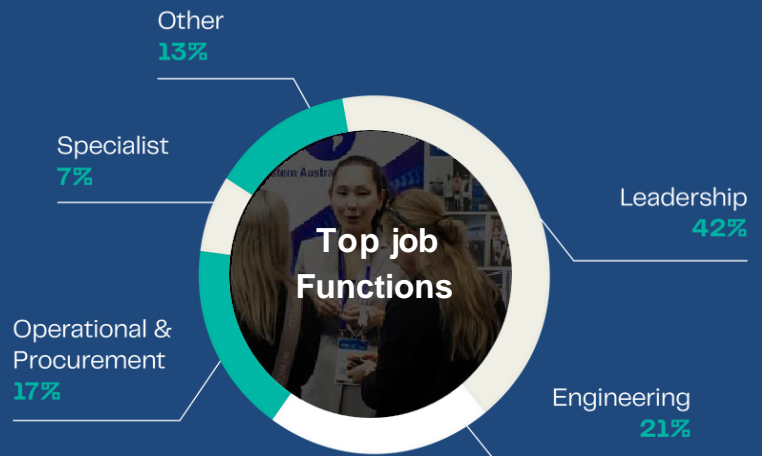 Other
13%
Specialist
7%
Leadership
42%
Top job
Functions
Operational &
Procurement
17%
Engineering
21%